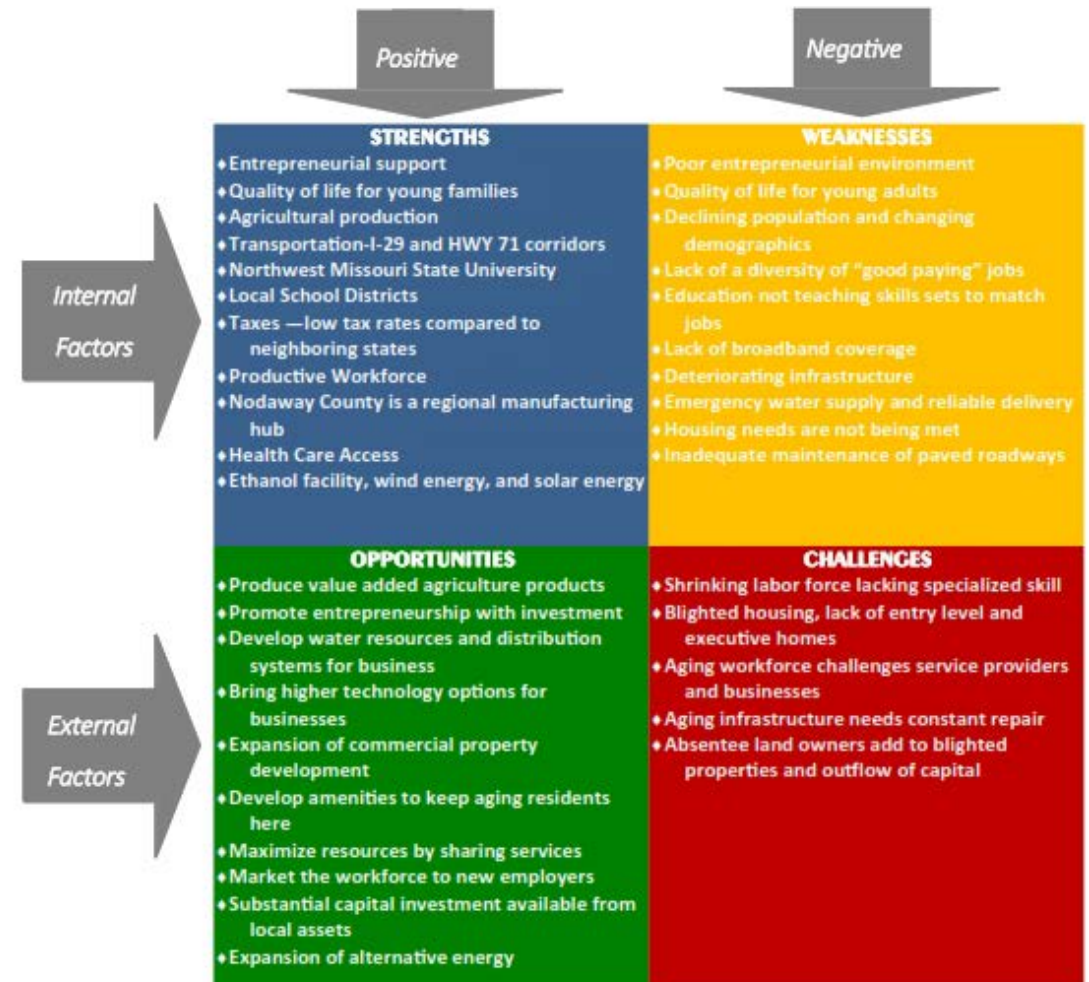 Positive
Negative
Internal
Factors
STRENGTHS
♦Entrepreneurial support
♦Quality of life for young families
♦Agricultural production
♦Transportation-I-29 and HWY 71 corridors
♦Northwest Missouri State University
♦Local School Districts
♦Taxes —low tax rates compared to
neighboring states
♦Productive Workforce
♦Nodaway County is a regional manufacturing
hub
♦Health Care Access
♦Ethanol facility, wind energy, and solar energy
WEAKNESSES
♦Poor entrepreneurial environment
♦Quality of life for young adults
♦Declining population and changing
demographics
♦Lack of a diversity of “good paying” jobs
♦Education not teaching skills sets to match
jobs
♦Lack of broadband coverage
♦Deteriorating infrastructure
♦Emergency water supply and reliable delivery
♦Housing needs are not being met
♦Inadequate maintenance of paved roadways
External
Factors
OPPORTUNITIES
♦Produce value added agriculture products
♦Promote entrepreneurship with investment
♦Develop water resources and distribution
systems for business
♦Bring higher technology options for
businesses
♦Expansion of commercial property
development
♦Develop amenities to keep aging residents
here
♦Maximize resources by sharing services
♦Market the workforce to new employers
♦Substantial capital investment available from
local assets
♦Expansion of alternative energy
CHALLENGES
♦Shrinking labor force lacking specialized skill
♦Blighted housing, lack of entry level and
executive homes
♦Aging workforce challenges service providers
and businesses
♦Aging infrastructure needs constant repair
♦Absentee land owners add to blighted
properties and outflow of capital